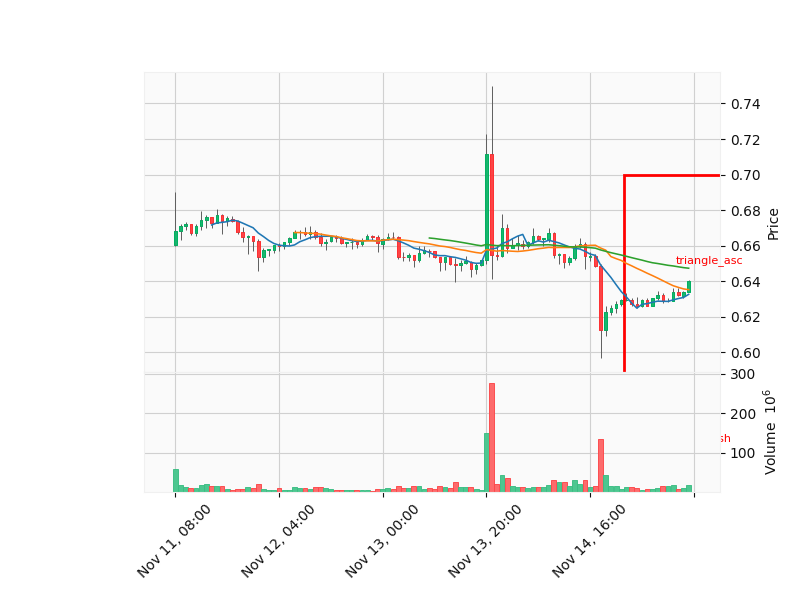 0.74
0.72
0.70
0.68
0.66
0.64
0.62
0.60
Price
triangle_asc
300
200
100
Volume 10^6
sh
Nov 11, 08:00
Nov 12, 04:00
Nov 13, 00:00
Nov 13, 20:00
Nov 14, 16:00